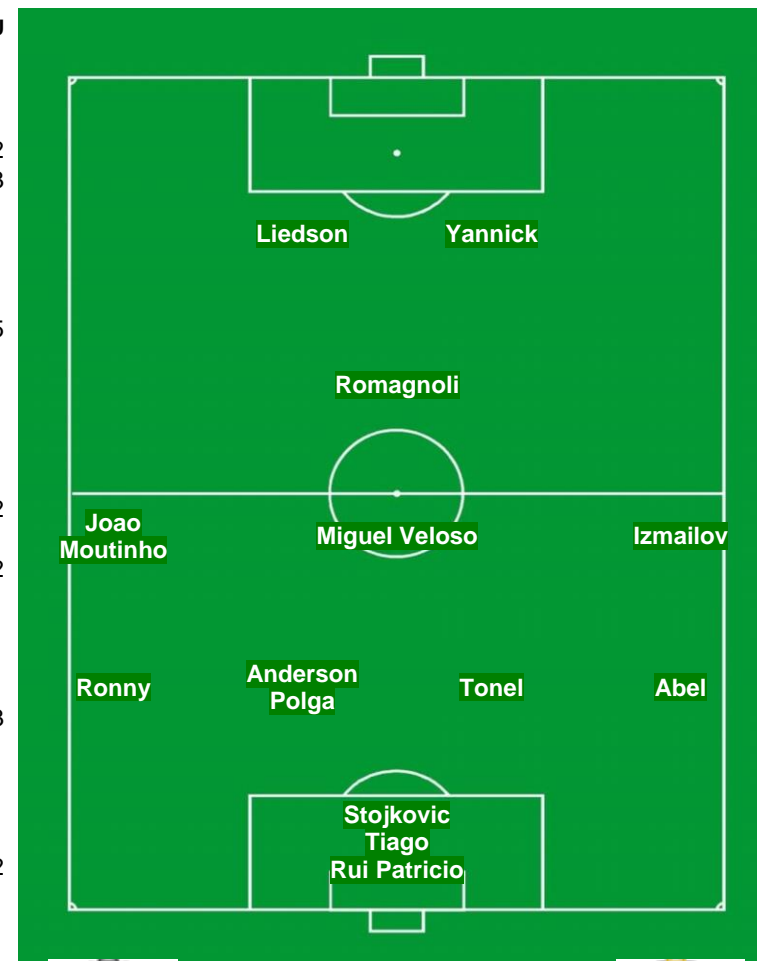 Liedson Yannick
Romagnoli
Joao
Moutinho
Miguel Veloso
Izmailov
Ronny
Anderson
Polga
Tonel
Abel
Stojkovic
Tiago
Rui Patricio